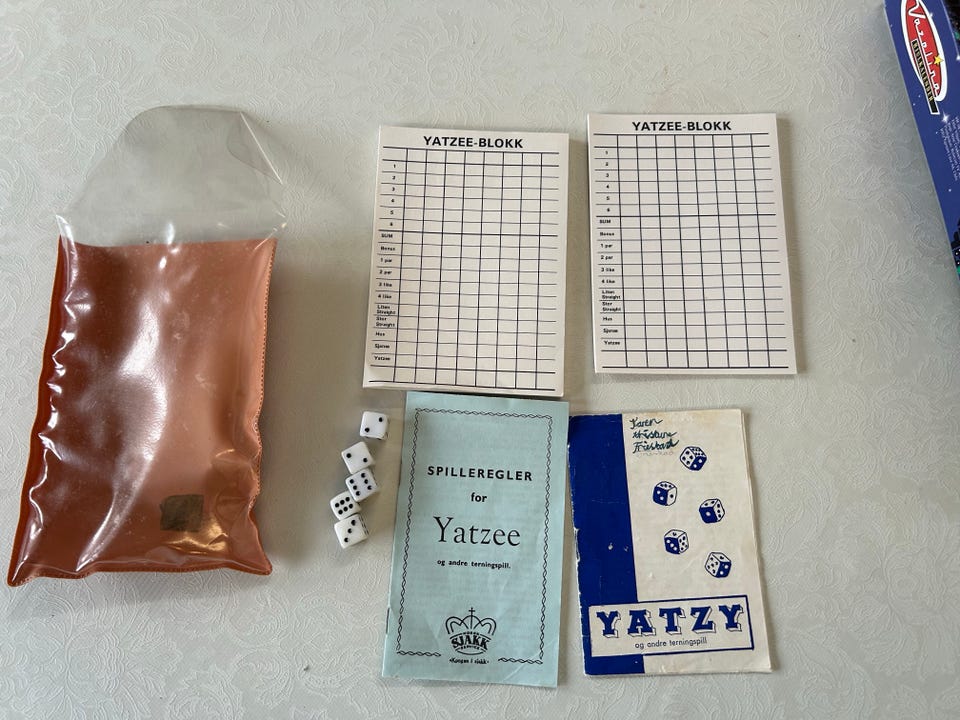 YATZEE-BLOKK
1
2
3
4
5
6
SUM
Bonus
1 par
2 par
3 like
4 like
Liten
Straight
Stor
Straight
Hus
Sjanse
Yatzee
YATZEE-BLOKK
1
2
3
4
5
6
SUM
Bonus
1 par
2 par
3 like
4 like
Liten
Straight
Stor
Straight
Hus
Sjanse
Yatzee
SPILLEREGLER
for
Yatzee
og andre terningspill.
SJAKK
«Kongen i sjakk»
Karen
YATZY
og andre terningspill